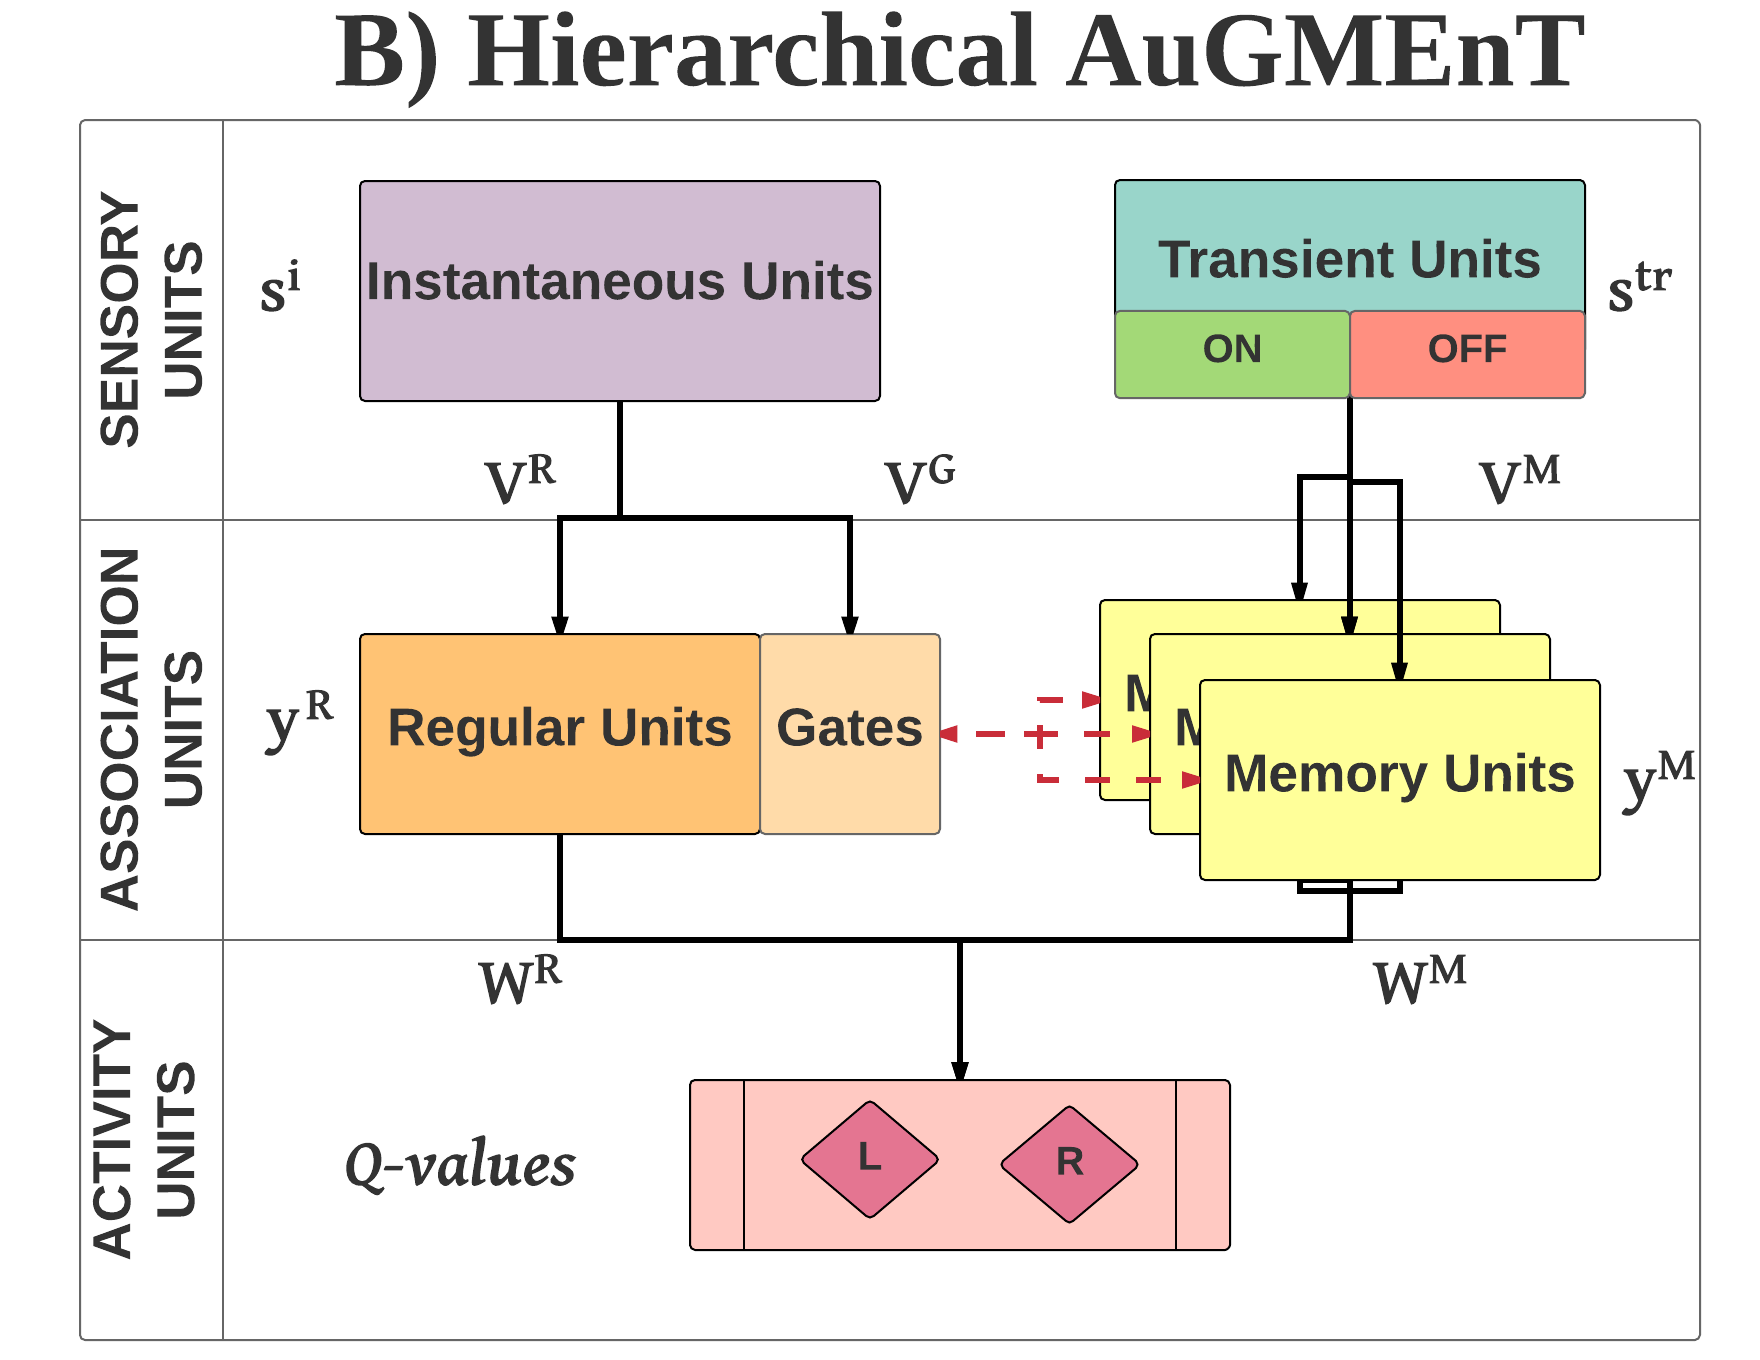 B) Hierarchical AuGMEnT
SENSORY
UNITS
s^i
Instantaneous Units
Transient Units
ON
OFF
s^tr
V^R
V^G
V^M
ASSOCIATION
UNITS
y^R
Regular Units
Gates
M
M
Memory Units
y^M
W^R
W^M
ACTIVITY
UNITS
Q-values
L
R